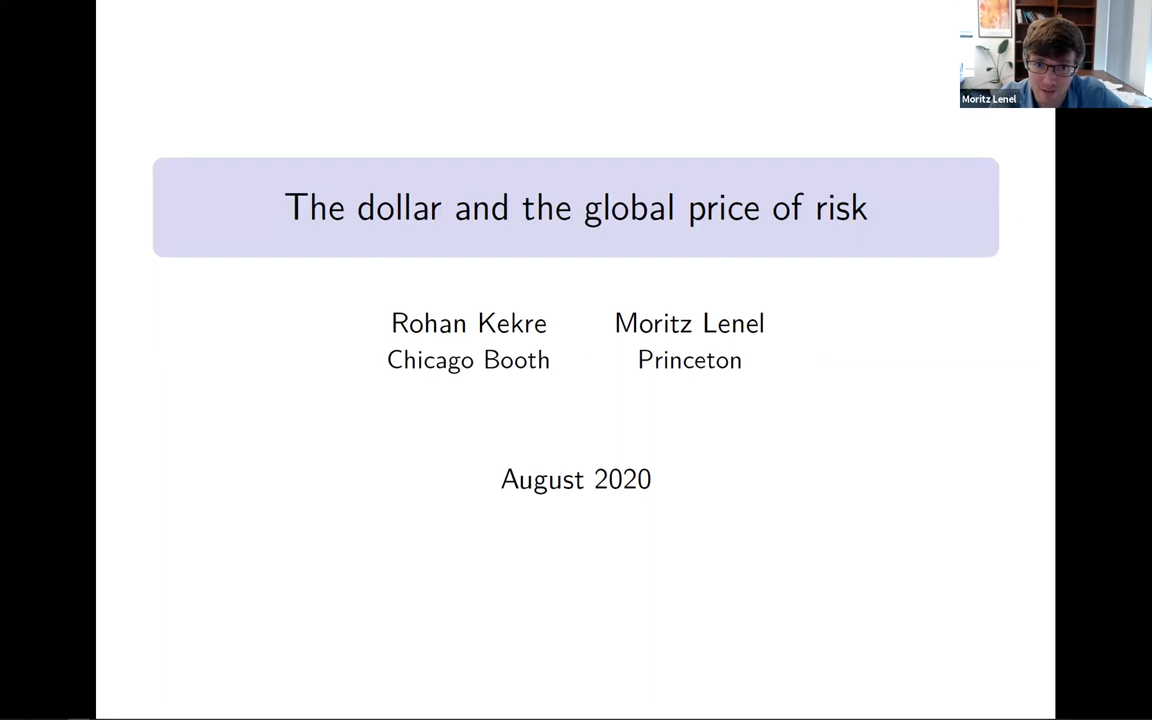 Moritz Lenel
The dollar and the global price of risk
Rohan Kekre Moritz Lenel
Chicago Booth Princeton
August 2020